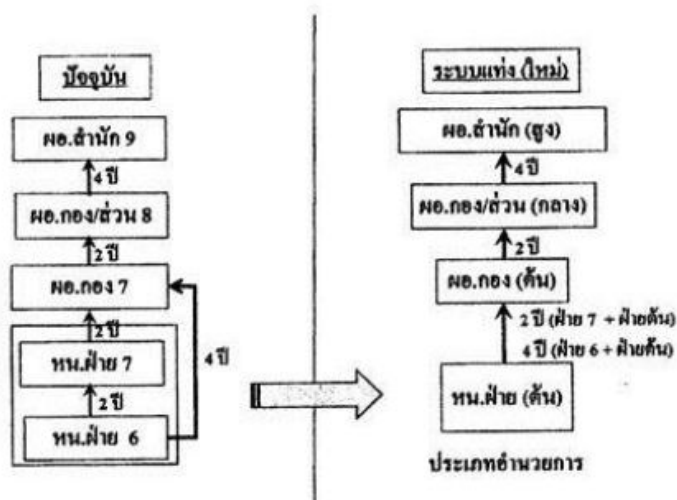 ปัจจุบัน
ผอ.สำนัก 9
4 ปี
ผอ.กอง/ส่วน 8
2 ปี
ผอ.กอง 7
2 ปี
หน.ฝ่าย 7
4 ปี
2 ปี
หน.ฝ่าย 6
ระบบแท่ง (ใหม่)
ผอ.สำนัก (สูง)
4 ปี
ผอ.กอง/ส่วน (กลาง)
2 ปี
ผอ.กอง (ต้น)
2 ปี (ฝ่าย 7 + ฝ่ายต้น)
4 ปี (ฝ่าย 6 + ฝ่ายต้น)
หน.ฝ่าย (ต้น)
ประเภทอำนวยการ